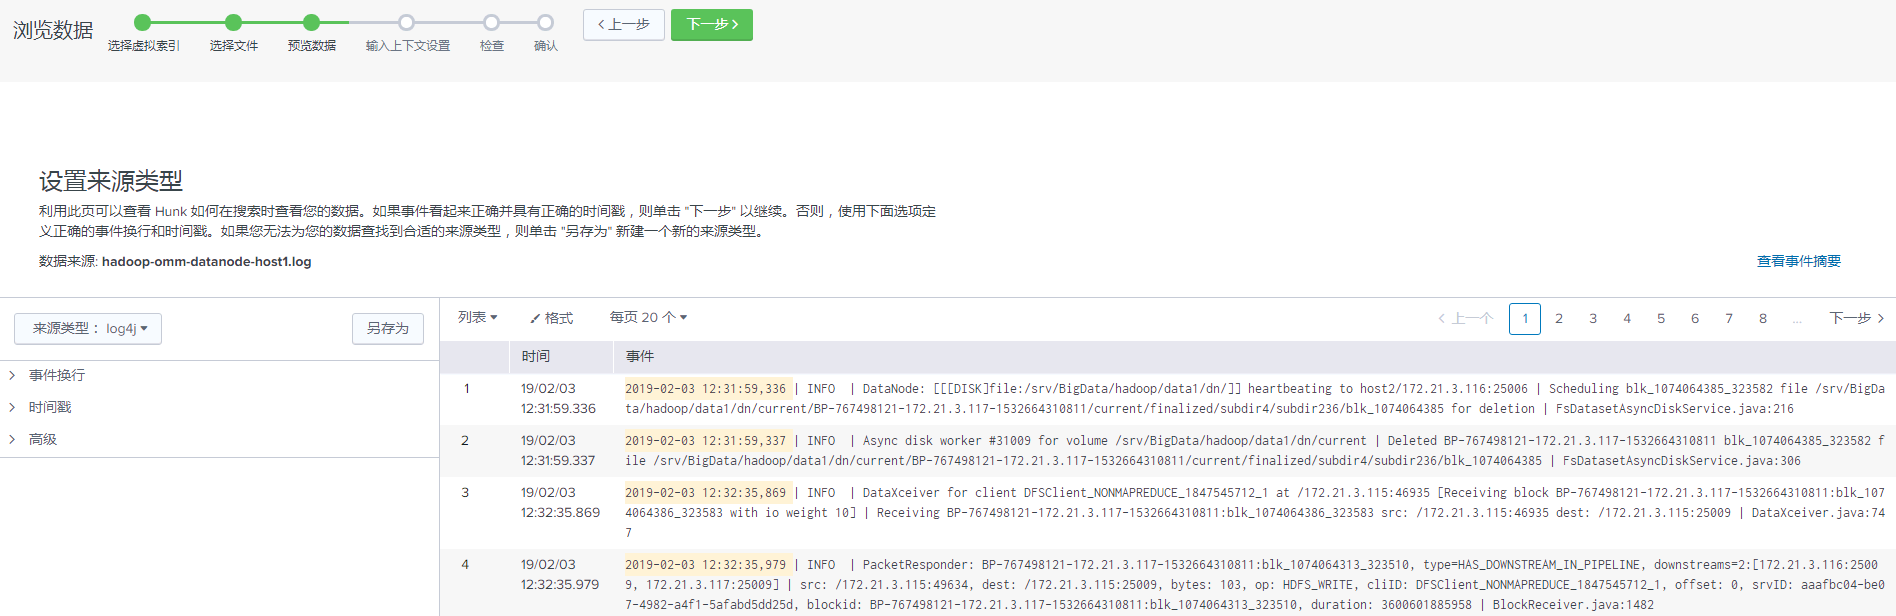 浏览数据
选择虚拟索引 选择文件 预览数据 输入上下文设置 检查 确认
上一步 下一步
设置来源类型
利用此页可以查看 Hunk 如何在搜索时查看您的数据。如果事件看起来正确并具有正确的时间戳，则单击 "下一步" 以继续。否则，使用下面选项定
义正确的事件换行和时间戳。如果您无法为您的数据查找到合适的来源类型，则单击 "另存为" 新建一个新的来源类型。
数据来源: hadoop-omm-datanode-host1.log
查看事件摘要
来源类型： log4j 另存为
事件换行
时间戳
高级
列表 格式 每页 20 个 上一个 1 2 3 4 5 6 7 8 ... 下一步
时间 事件
1 19/02/03 2019-02-03 12:31:59,336 | INFO | DataNode: [[[DISK]file:/srv/BigData/hadoop/data1/dn/]] heartbeating to host2/172.21.3.116:25006 | Scheduling blk_1074064385_323582 file /srv/BigDa
12:31:59.336 ta/hadoop/data1/dn/current/BP-767498121-172.21.3.117-1532664310811/current/finalized/subdir4/subdir236/blk_1074064385 for deletion | FsDatasetAsyncDiskService.java:216
2 19/02/03 2019-02-03 12:31:59,337 | INFO | Async disk worker #31009 for volume /srv/BigData/hadoop/data1/dn/current | Deleted BP-767498121-172.21.3.117-1532664310811 blk_1074064385_323582 f
12:31:59.337 ile /srv/BigData/hadoop/data1/dn/current/BP-767498121-172.21.3.117-1532664310811/current/finalized/subdir4/subdir236/blk_1074064385 | FsDatasetAsyncDiskService.java:306
3 19/02/03 2019-02-03 12:32:35,869 | INFO | DataXceiver for client DFSClient_NONMAPREDUCE_1847545712_1 at /172.21.3.115:46935 [Receiving block BP-767498121-172.21.3.117-1532664310811:blk_107
12:32:35.869 4064386_323583 with io weight 10] | Receiving BP-767498121-172.21.3.117-1532664310811:blk_1074064386_323583 src: /172.21.3.115:46935 dest: /172.21.3.115:25009 | DataXceiver.java:74
7
4 19/02/03 2019-02-03 12:32:35,979 | INFO | PacketResponder: BP-767498121-172.21.3.117-1532664310811:blk_1074064313_323510, type=HAS_DOWNSTREAM_IN_PIPELINE, downstreams=2:[172.21.3.116:2500
12:32:35.979 9, 172.21.3.117:25009] | src: /172.21.3.115:49634, dest: /172.21.3.115:25009, bytes: 103, op: HDFS_WRITE, cliID: DFSClient_NONMAPREDUCE_1847545712_1, offset: 0, srvID: aaafbc04-be0
7-4982-a4f1-5afabd5dd25d, blockid: BP-767498121-172.21.3.117-1532664310811:blk_1074064313_323510, duration: 3600601885958 | BlockReceiver.java:1482